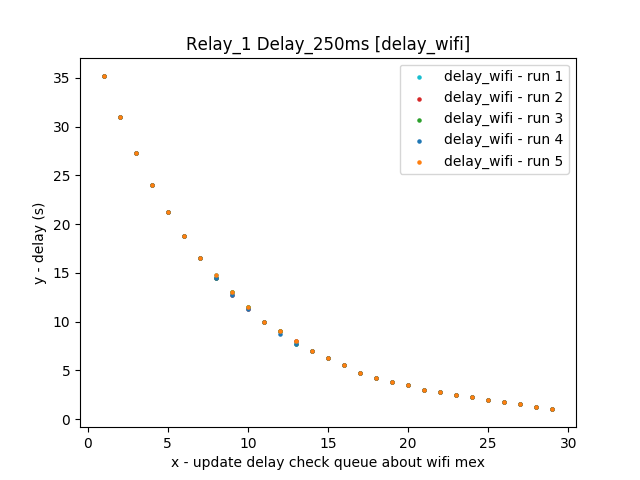 Relay_1 Delay_250ms [delay_wifi]
delay_wifi - run 1
delay_wifi - run 2
delay_wifi - run 3
delay_wifi - run 4
delay_wifi - run 5
y - delay (s)
35
30
25
20
15
10
5
0
0 5 10 15 20 25 30
x - update delay check queue about wifi mex